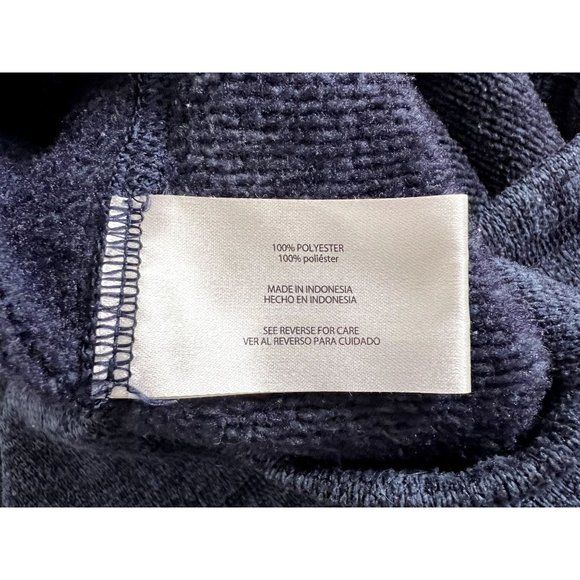 100% POLYESTER
100% poliéster
MADE IN INDONESIA
HECHO EN INDONESIA
SEE REVERSE FOR CARE
VER AL REVERSO PARA CUIDADO